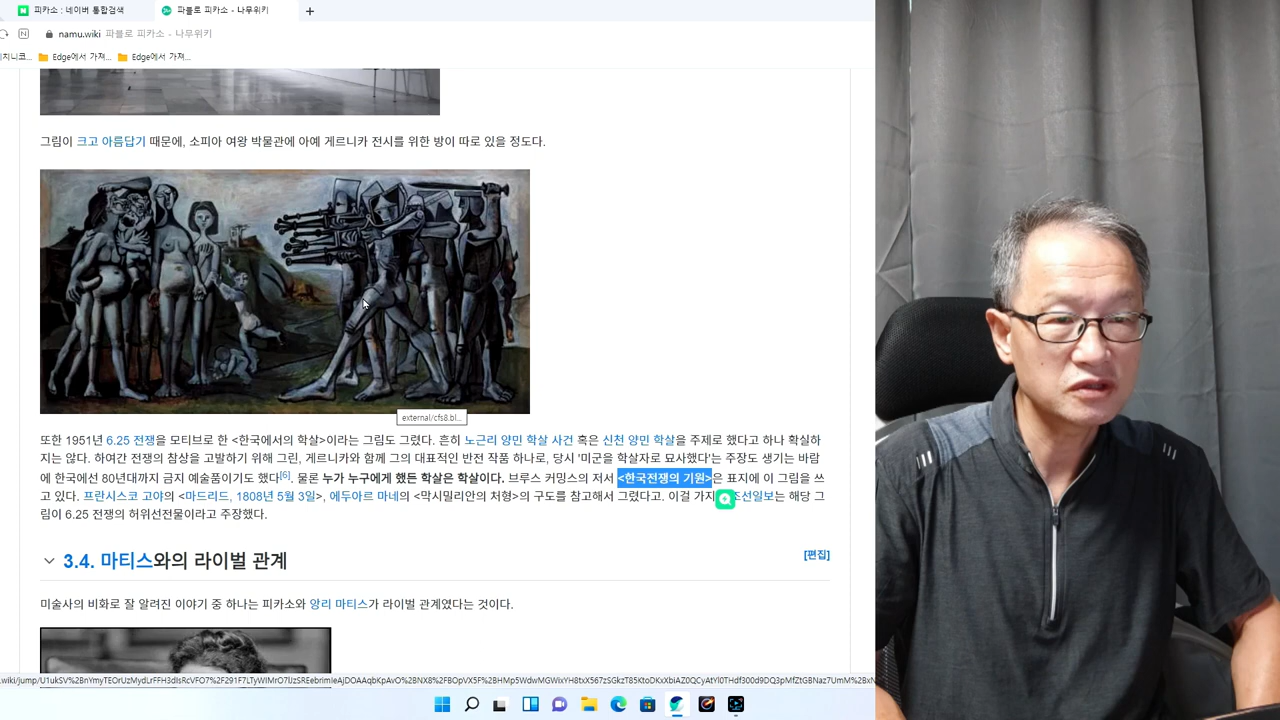 피카소 : 네이버 통합검색
파블로 피카소 - 나무위키
namu.wiki 파블로 피카소 - 나무위키
Edge에서 가져...
Edge에서 가져...
그림이 크고 아름답기 때문에, 소피아 여왕 박물관에 아예 게르니카 전시를 위한 방이 따로 있을 정도다.
external/cfs8.bl...
또한 1951년 6.25 전쟁을 모티브로 한 <한국에서의 학살>이라는 그림도 그렸다. 흔히 노근리 양민 학살 사건 혹은 신천 양민 학살을 주제로 했다고 하나 확실하
지는 않다. 하여간 전쟁의 참상을 고발하기 위해 그린, 게르니카와 함께 그의 대표적인 반전 작품 하나로, 당시 '미군을 학살자로 묘사했다'는 주장도 생기는 바람
에 한국에선 80년대까지 금지 예술품이기도 했다[6]. 물론 누가 누구에게 했든 학살은 학살이다. 브루스 커밍스의 저서 <한국전쟁의 기원>은 표지에 이 그림을 쓰
고 있다. 프란시스코 고야의 <마드리드, 1808년 5월 3일>, 에두아르 마네의 <막시밀리안의 처형>의 구도를 참고해서 그렸다고. 이걸 가지 조선일보는 해당 그
림이 6.25 전쟁의 허위선전물이라고 주장했다.
3.4. 마티스와의 라이벌 관계
[편집]
미술사의 비화로 잘 알려진 이야기 중 하나는 피카소와 앙리 마티스가 라이벌 관계였다는 것이다.